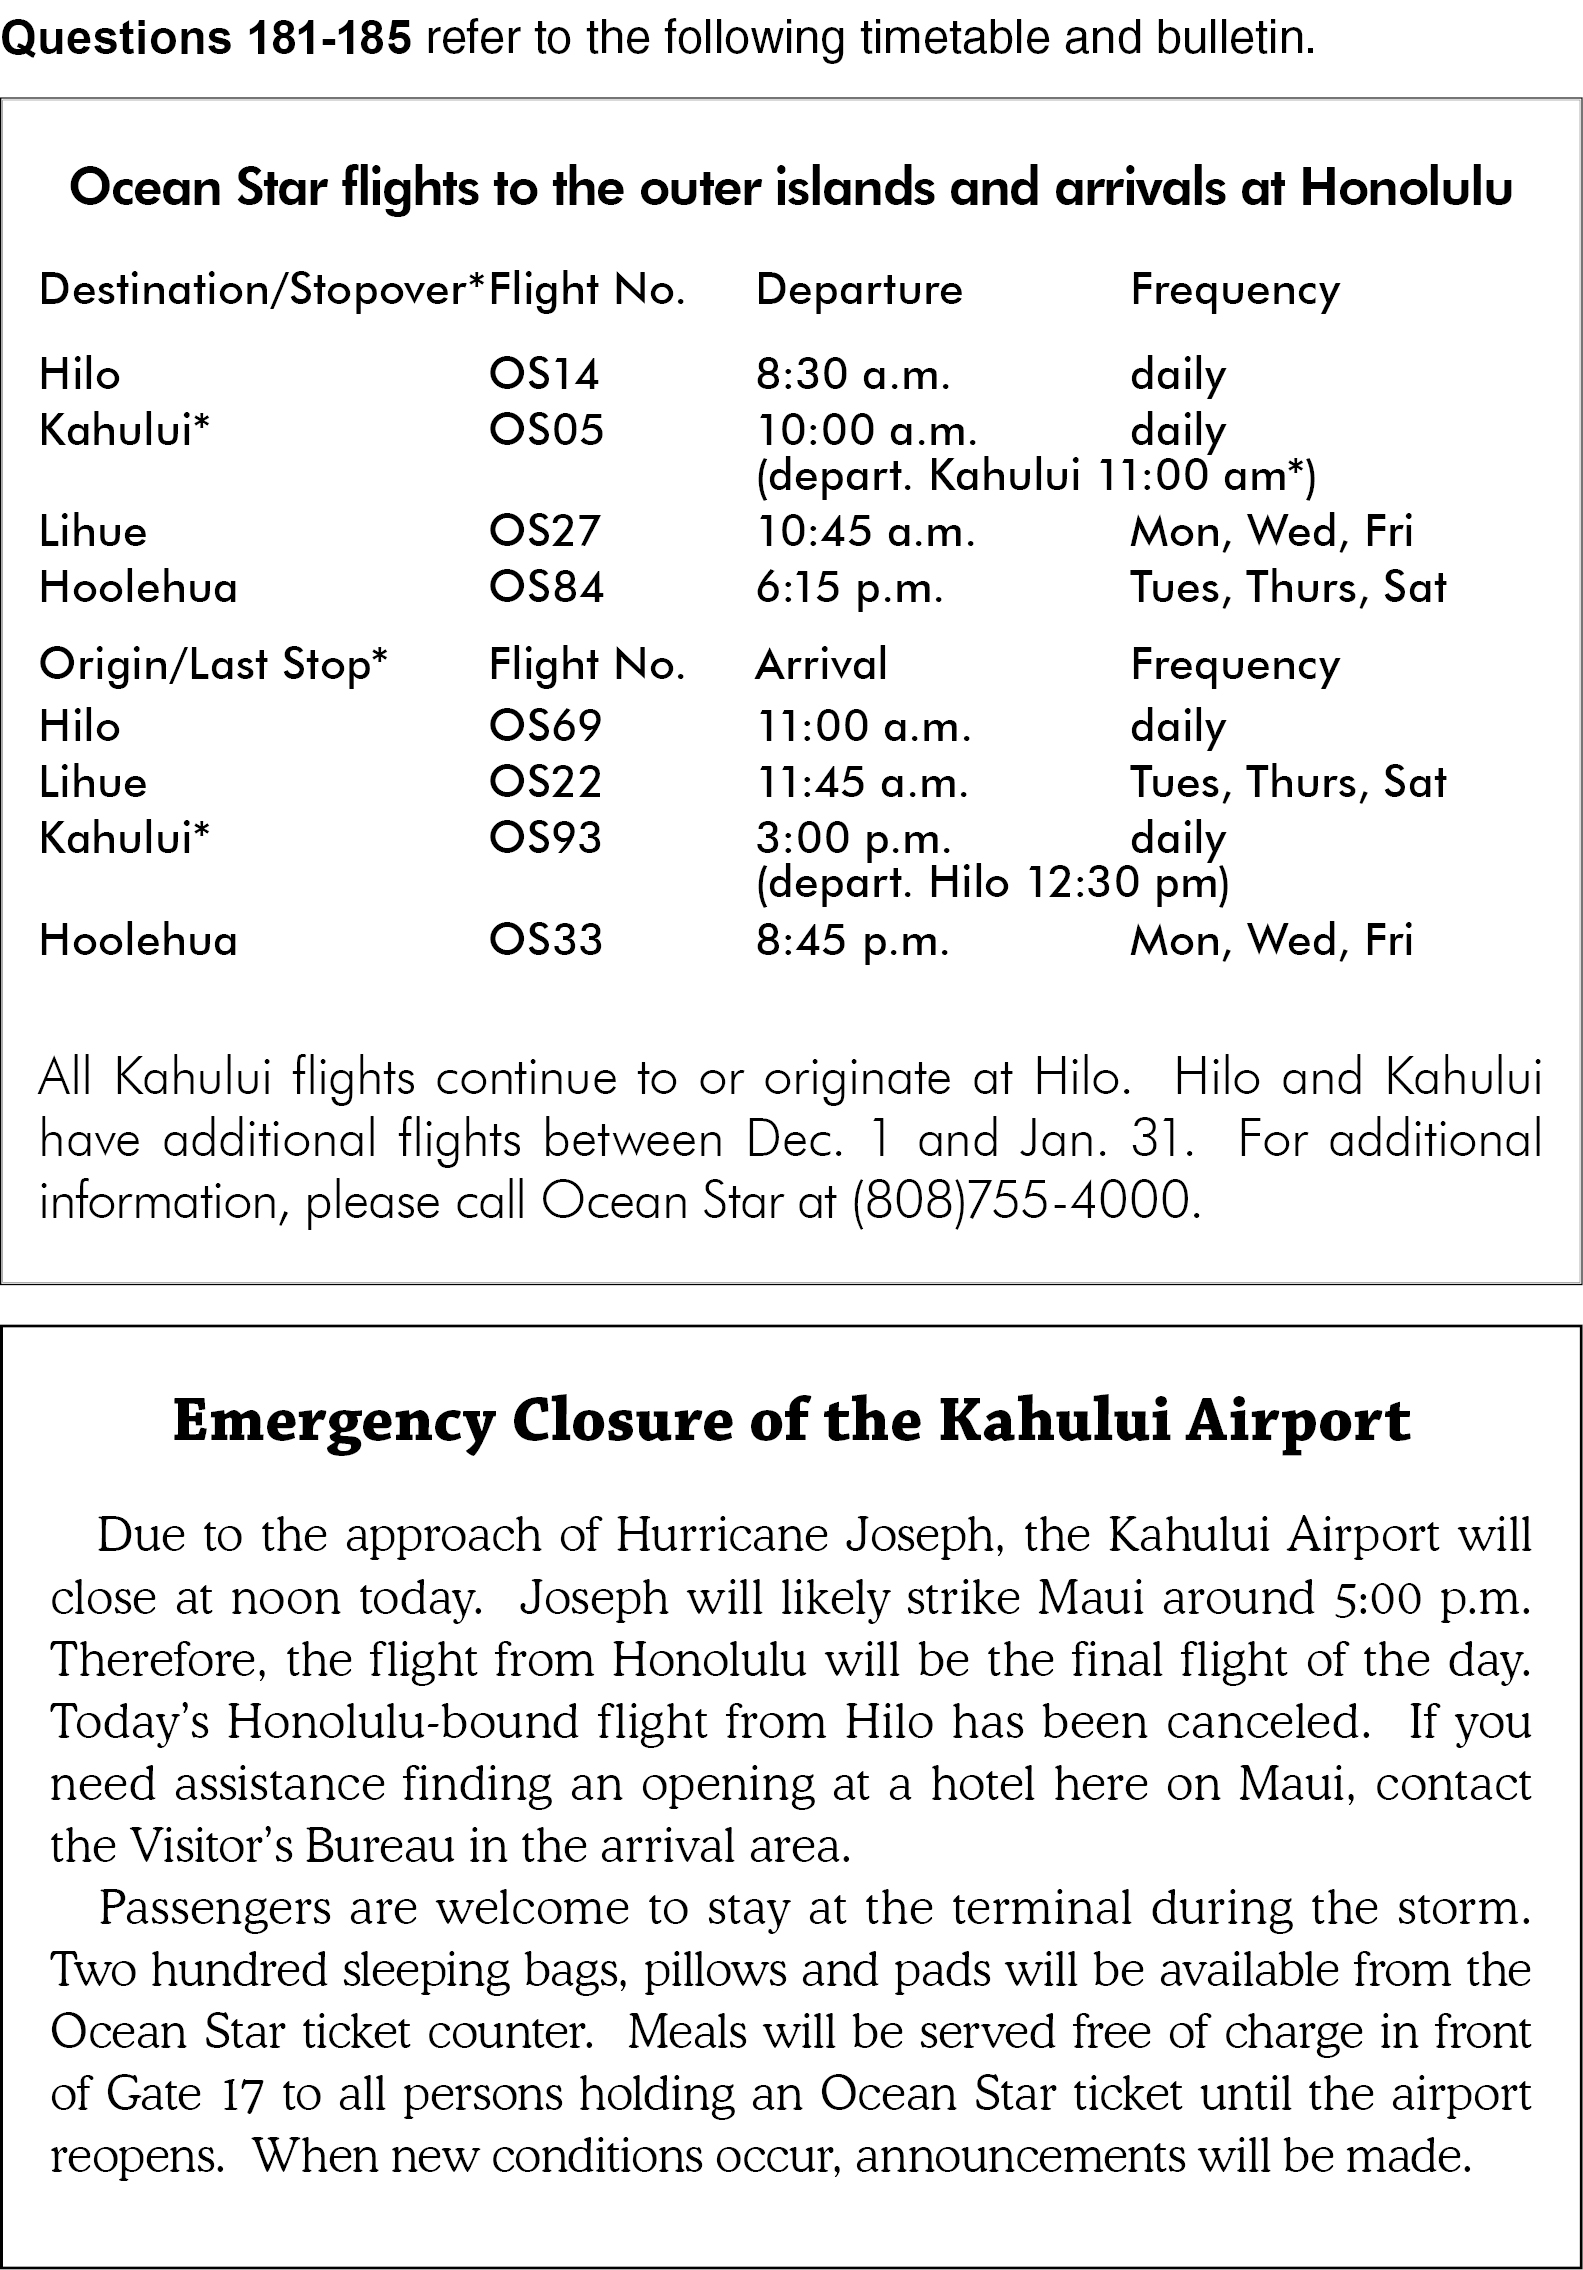 Questions 181-185 refer to the following timetable and bulletin.
Ocean Star flights to the outer islands and arrivals at Honolulu
Destination/Stopover* Flight No. Departure Frequency
Hilo OS14 8:30 a.m. daily
Kahului* OS05 10:00 a.m. daily
(depart. Kahului 11:00 am*)
Lihue OS27 10:45 a.m. Mon, Wed, Fri
Hoolehua OS84 6:15 p.m. Tues, Thurs, Sat
Origin/Last Stop* Flight No. Arrival Frequency
Hilo OS69 11:00 a.m. daily
Lihue OS22 11:45 a.m. Tues, Thurs, Sat
Kahului* OS93 3:00 p.m. daily
(depart. Hilo 12:30 pm)
Hoolehua OS33 8:45 p.m. Mon, Wed, Fri
All Kahului flights continue to or originate at Hilo. Hilo and Kahului
have additional flights between Dec. 1 and Jan. 31. For additional
information, please call Ocean Star at (808)755-4000.
Emergency Closure of the Kahului Airport
Due to the approach of Hurricane Joseph, the Kahului Airport will
close at noon today. Joseph will likely strike Maui around 5:00 p.m.
Therefore, the flight from Honolulu will be the final flight of the day.
Today's Honolulu-bound flight from Hilo has been canceled. If you
need assistance finding an opening at a hotel here on Maui, contact
the Visitor's Bureau in the arrival area.
Passengers are welcome to stay at the terminal during the storm.
Two hundred sleeping bags, pillows and pads will be available from the
Ocean Star ticket counter. Meals will be served free of charge in front
of Gate 17 to all persons holding an Ocean Star ticket until the airport
reopens. When new conditions occur, announcements will be made.